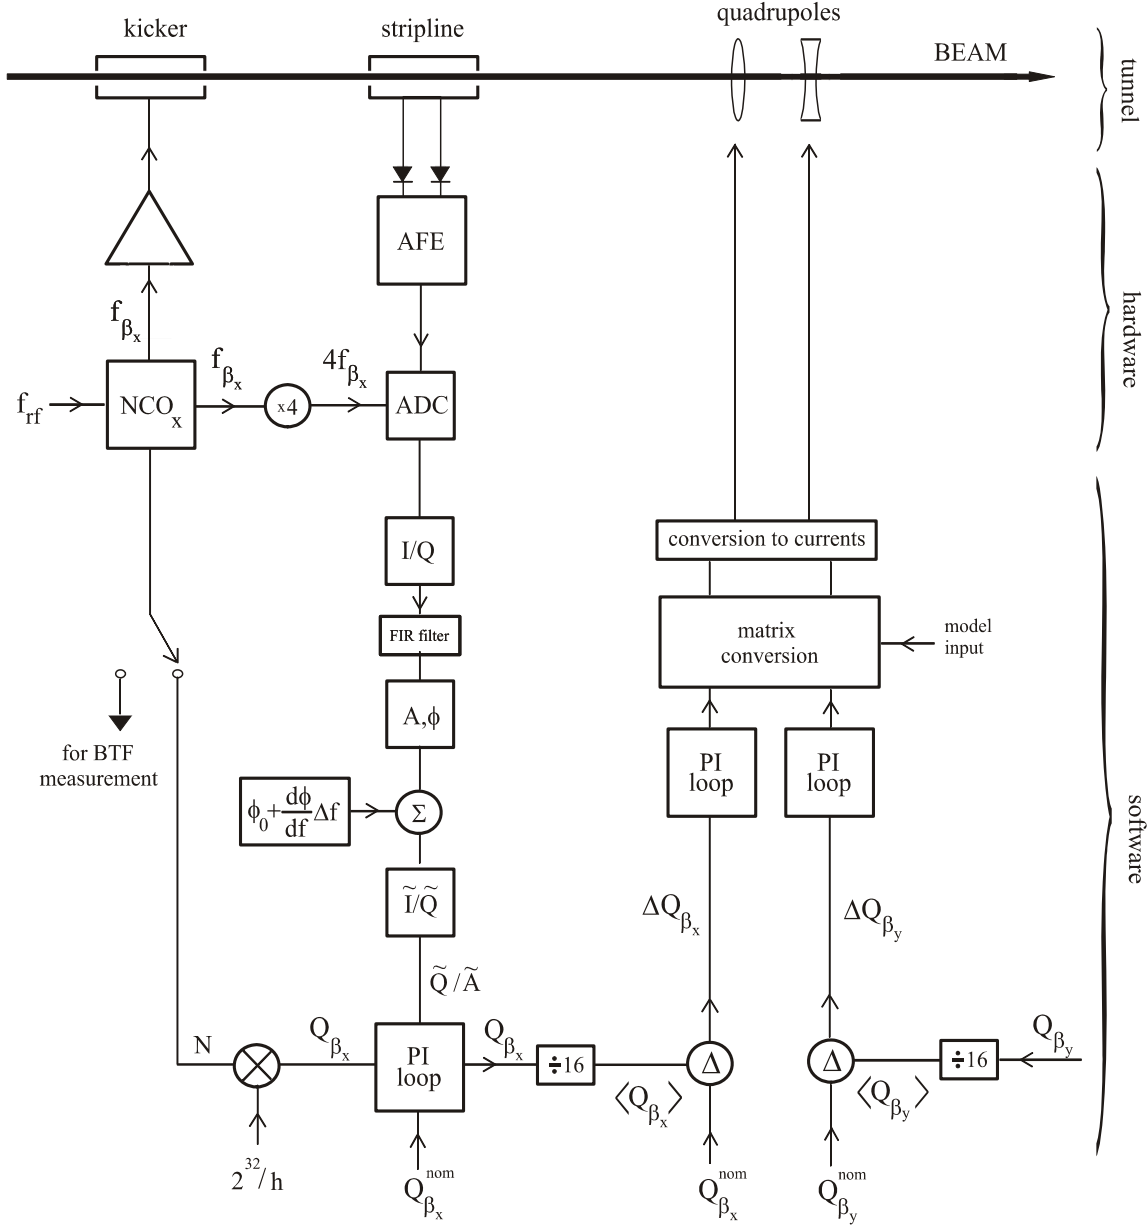 kicker
stripline
quadrupoles
BEAM
tunnel
AFE
f_βx
hardware
f_rf
NCO_x
f_βx
×4
4f_βx
ADC
I/Q
conversion to currents
FIR filter
matrix
conversion
model
input
A,ϕ
for BTF
measurement
PI
loop
PI
loop
ϕ_0+dϕ/df Δf
Σ
software
Ĩ/Q̃
ΔQ_βx
ΔQ_βy
Q̃/Ã
N
Q_βx
PI
loop
Q_βx
÷16
⟨Q_βx⟩
Δ
Δ
⟨Q_βy⟩
÷16
Q_βy
2^32/h
Q_βx^nom
Q_βx^nom
Q_βy^nom